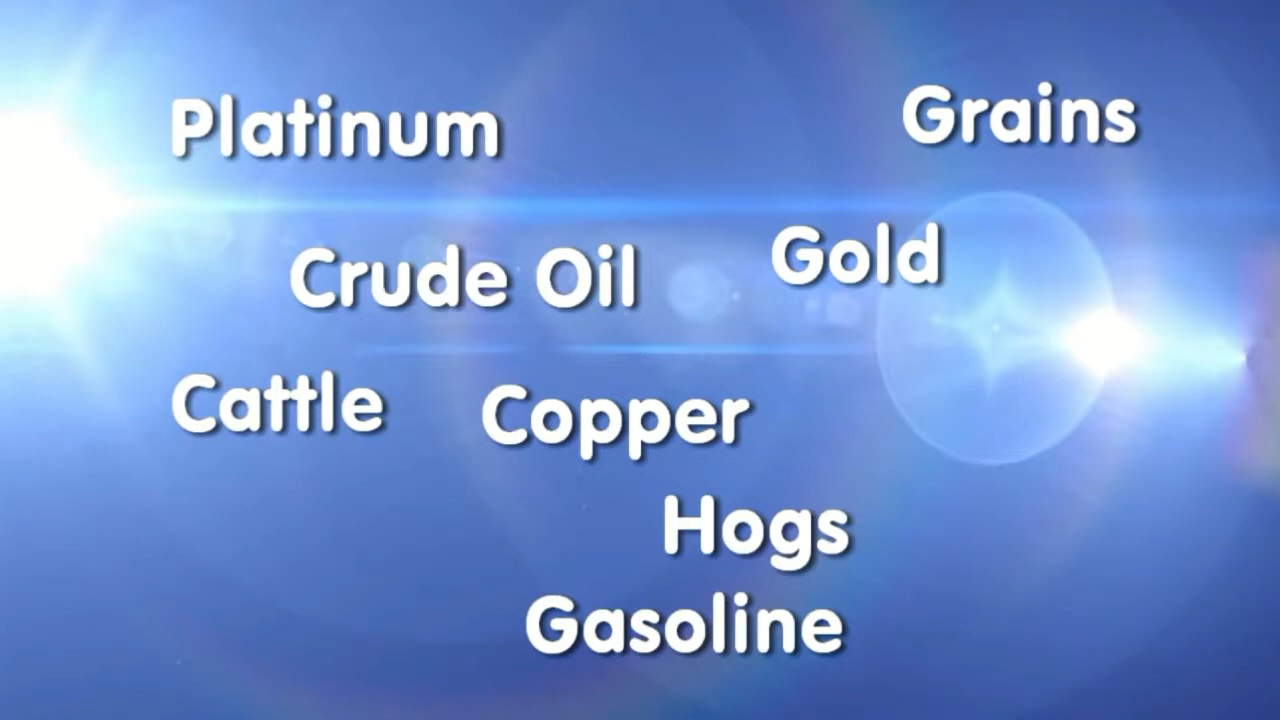 Platinum
Grains
Crude Oil
Gold
Cattle
Copper
Hogs
Gasoline